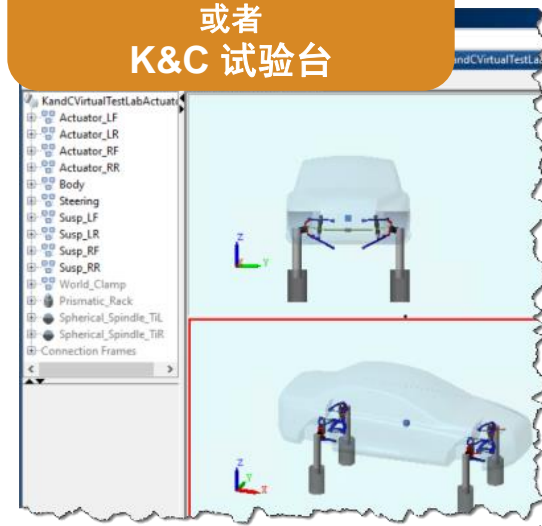 或者
K&C 试验台
andCVirtualTestLa
KandCVirtualTestLabActuat
Actuator_LF
Actuator_LR
Actuator_RF
Actuator_RR
Body
Steering
Susp_LF
Susp_LR
Susp_RF
Susp_RR
World_Clamp
Prismatic_Rack
Spherical_Spindle_TiL
Spherical_Spindle_TiR
Connection Frames
Z
Y
Z
Y
X